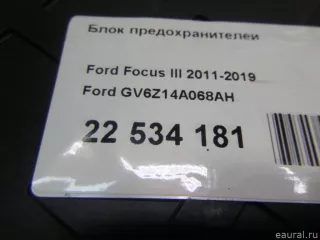 Блок предохранителей
Ford Focus III 2011-2019
Ford GV6Z14A068AH
22 534 181
eaural.ru